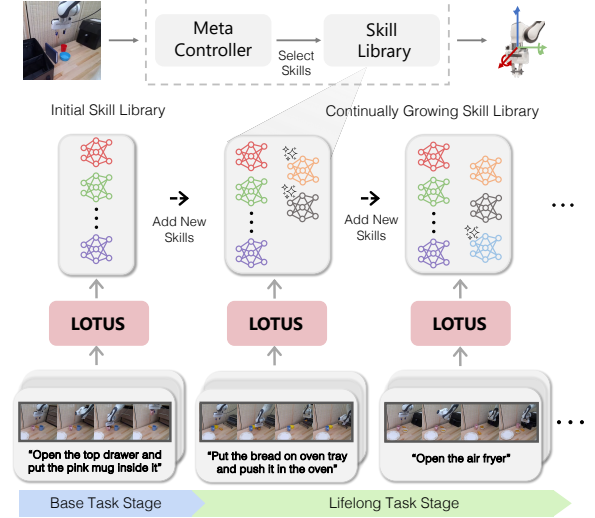 Meta
Controller
Select
Skills
Skill
Library
Initial Skill Library
Continually Growing Skill Library
Add New
Skills
Add New
Skills
LOTUS
LOTUS
LOTUS
“Open the top drawer and
put the pink mug inside it”
“Put the bread on oven tray
and push it in the oven”
“Open the air fryer”
Base Task Stage
Lifelong Task Stage